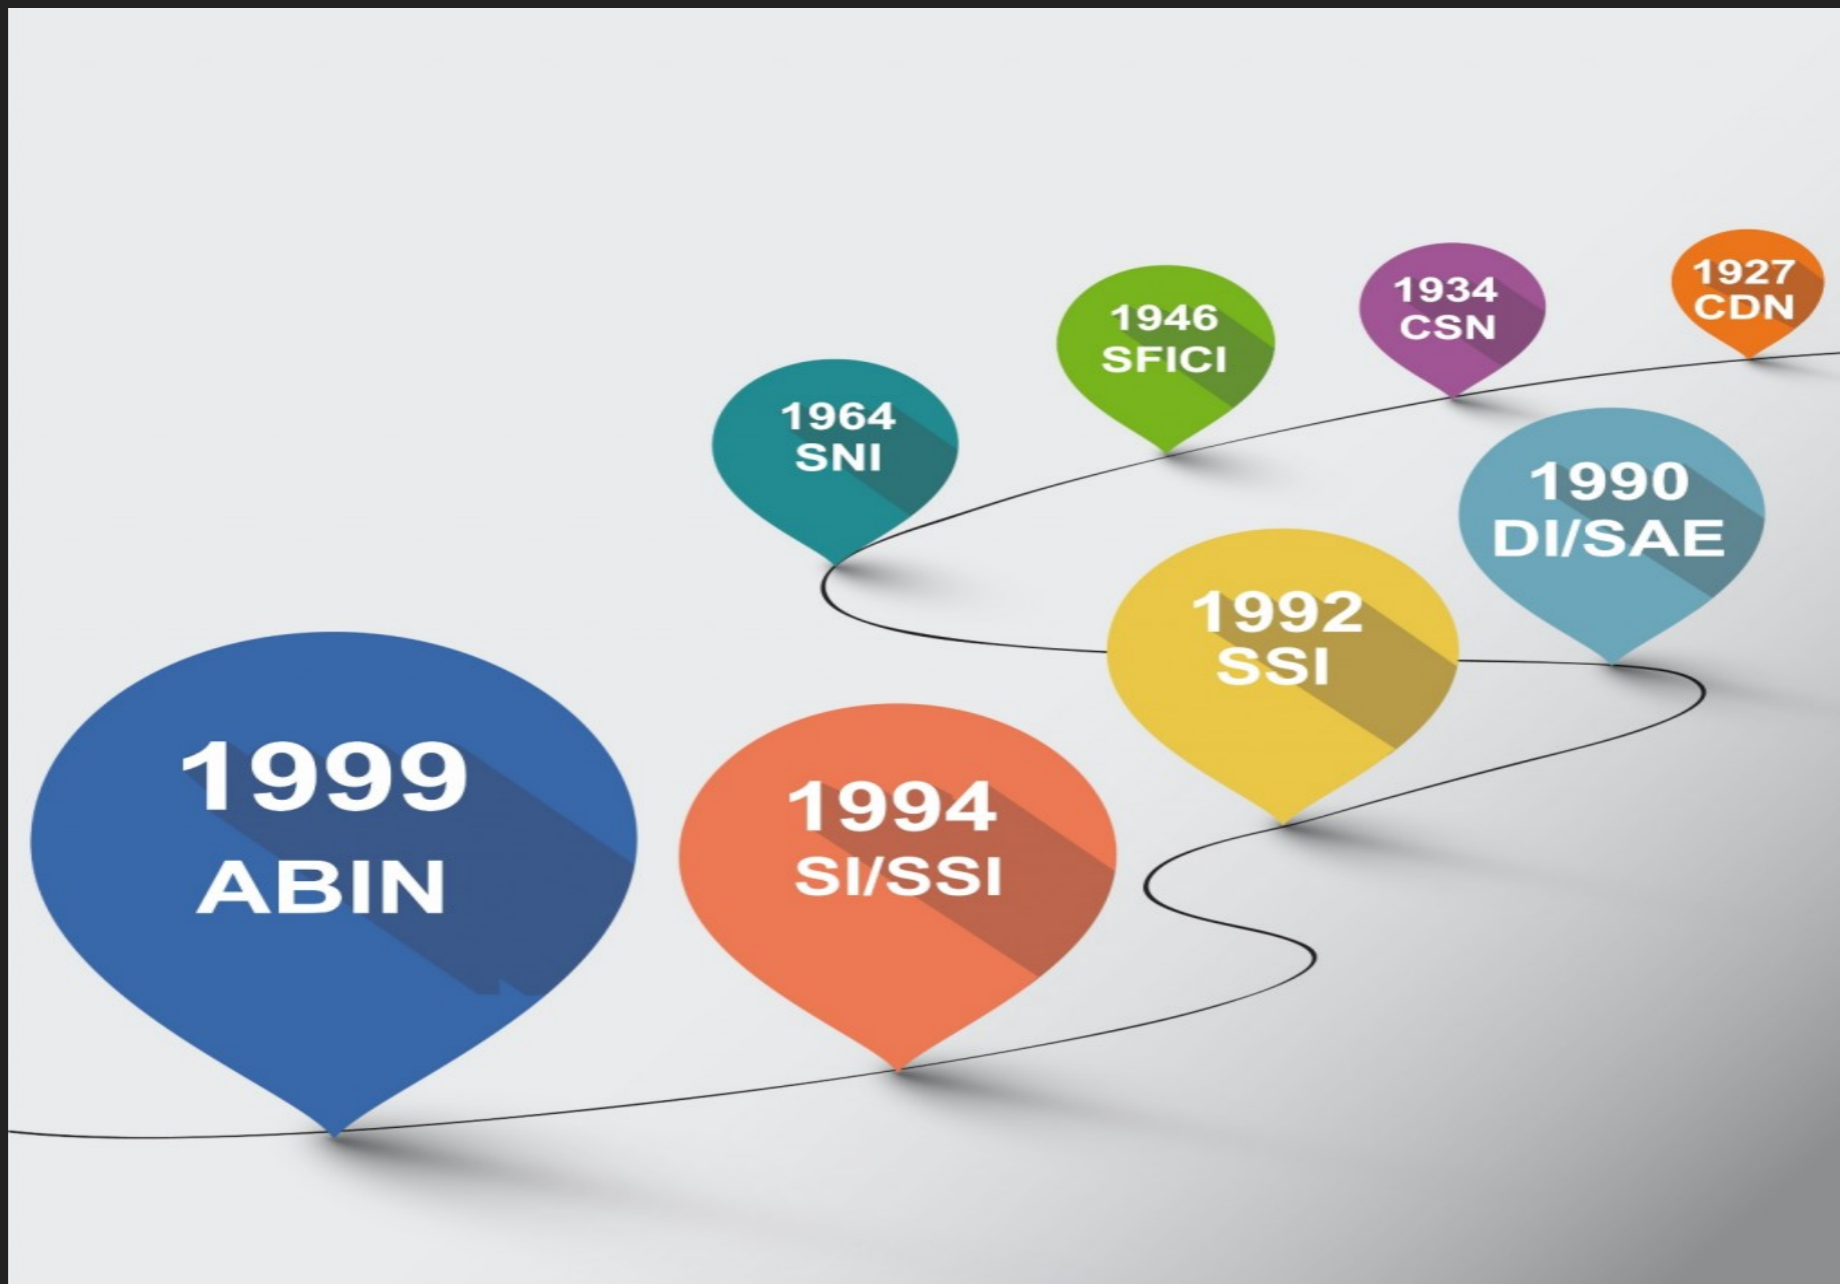 1927
CDN
1934
CSN
1946
SFICI
1964
SNI
1990
DI/SAE
1992
SSI
1994
SI/SSI
1999
ABIN